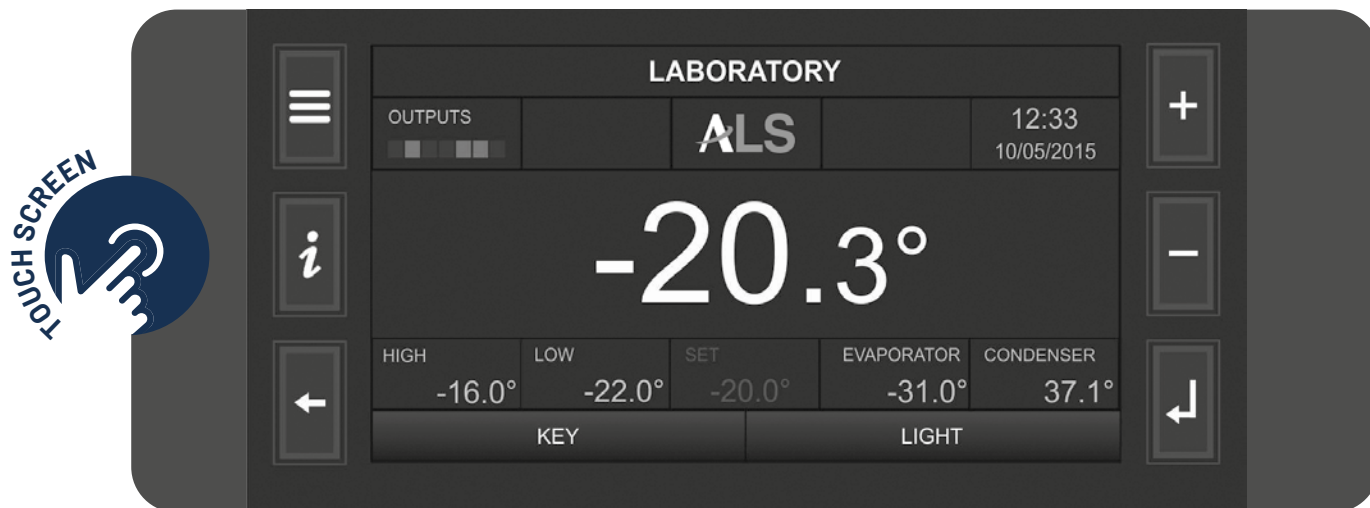 TOUCH SCREEN
LABORATORY
OUTPUTS
ALS
12:33
10/05/2015
i
-20.3°
HIGH LOW SET EVAPORATOR CONDENSER
-16.0° -22.0° -20.0° -31.0° 37.1°
KEY LIGHT
+
-